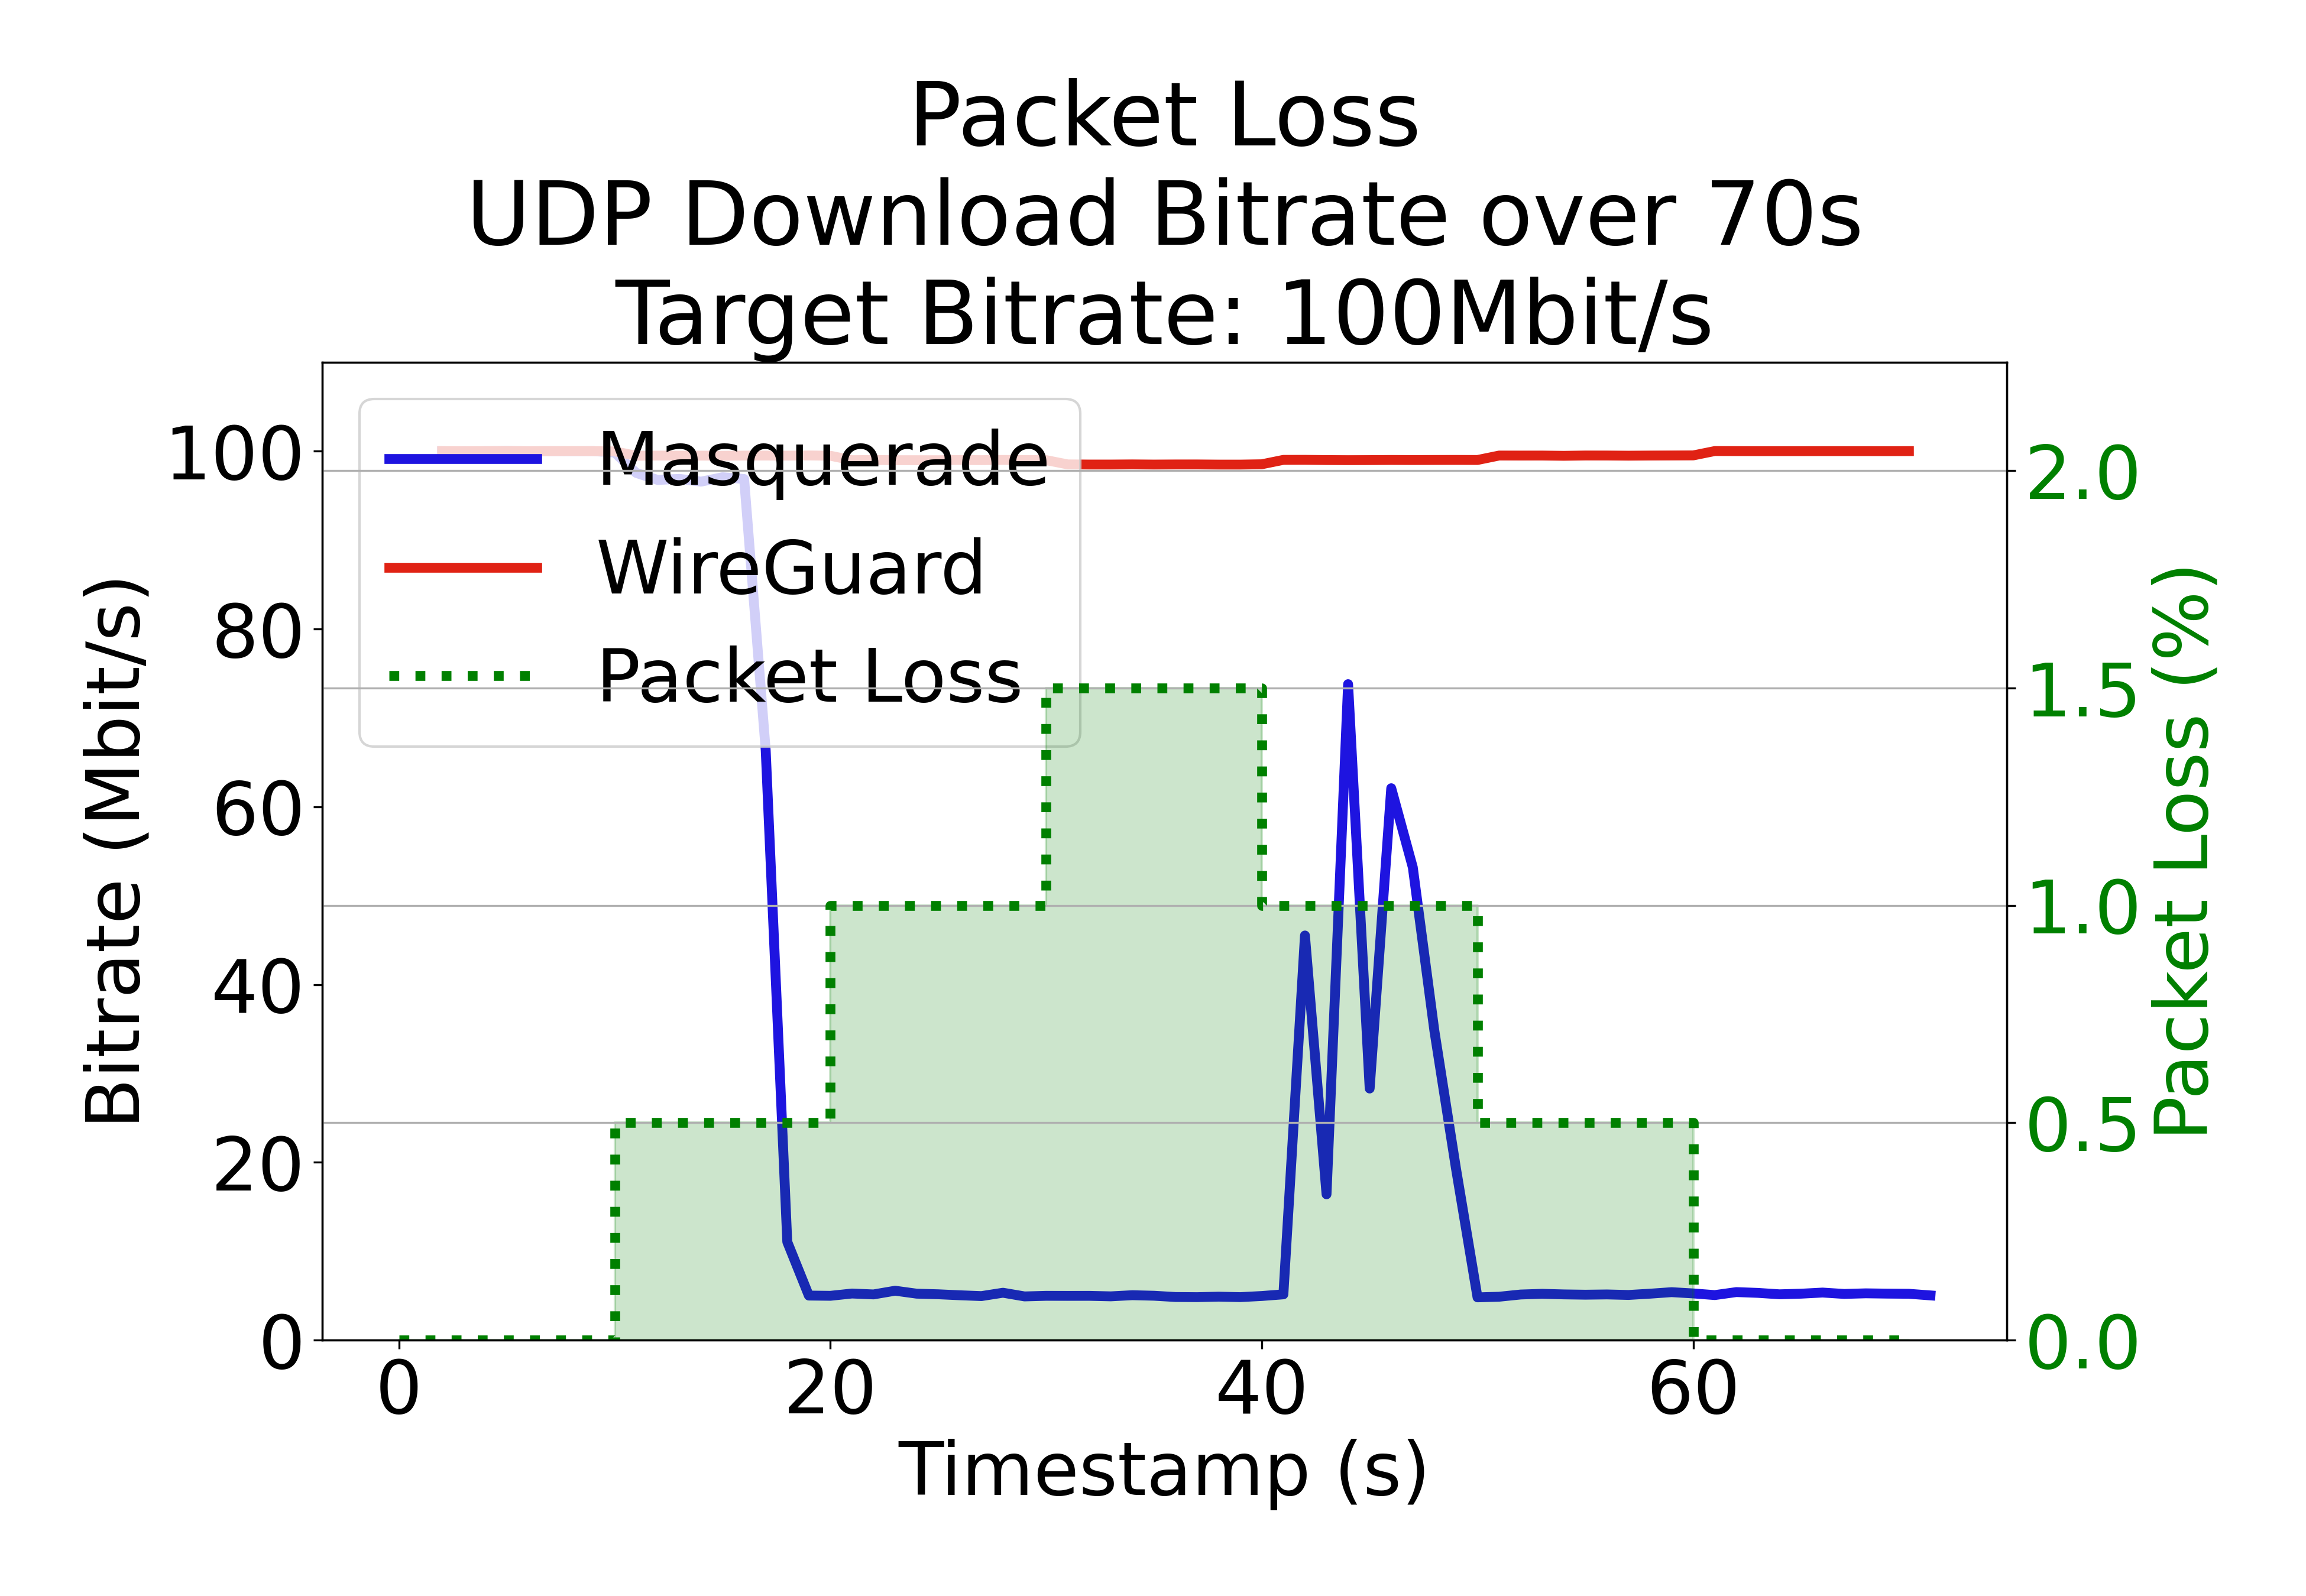 Packet Loss
UDP Download Bitrate over 70s
Target Bitrate: 100Mbit/s
Masquerade
WireGuard
Packet Loss
Bitrate (Mbit/s)
100
80
60
40
20
0
2.0
1.5
1.0
0.5
0.0
Packet Loss (%)
0 20 40 60
Timestamp (s)